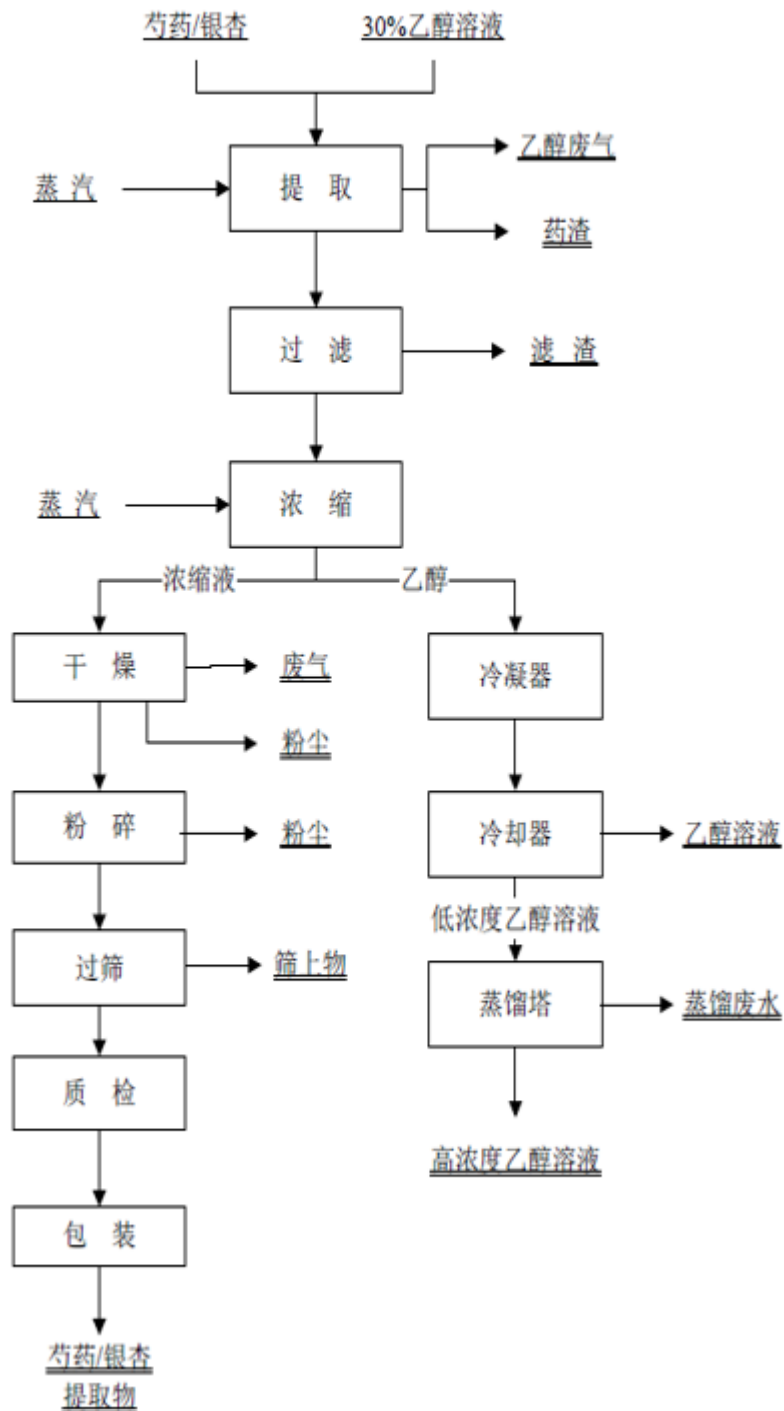 芍药/银杏
30%乙醇溶液
乙醇废气
蒸 汽
提 取
药渣
过 滤
滤 渣
蒸 汽
浓 缩
浓缩液
乙醇
干 燥
废气
冷凝器
粉尘
粉 碎
粉尘
冷却器
乙醇溶液
低浓度乙醇溶液
过筛
筛上物
蒸馏塔
蒸馏废水
质 检
高浓度乙醇溶液
包 装
芍药/银杏
提取物